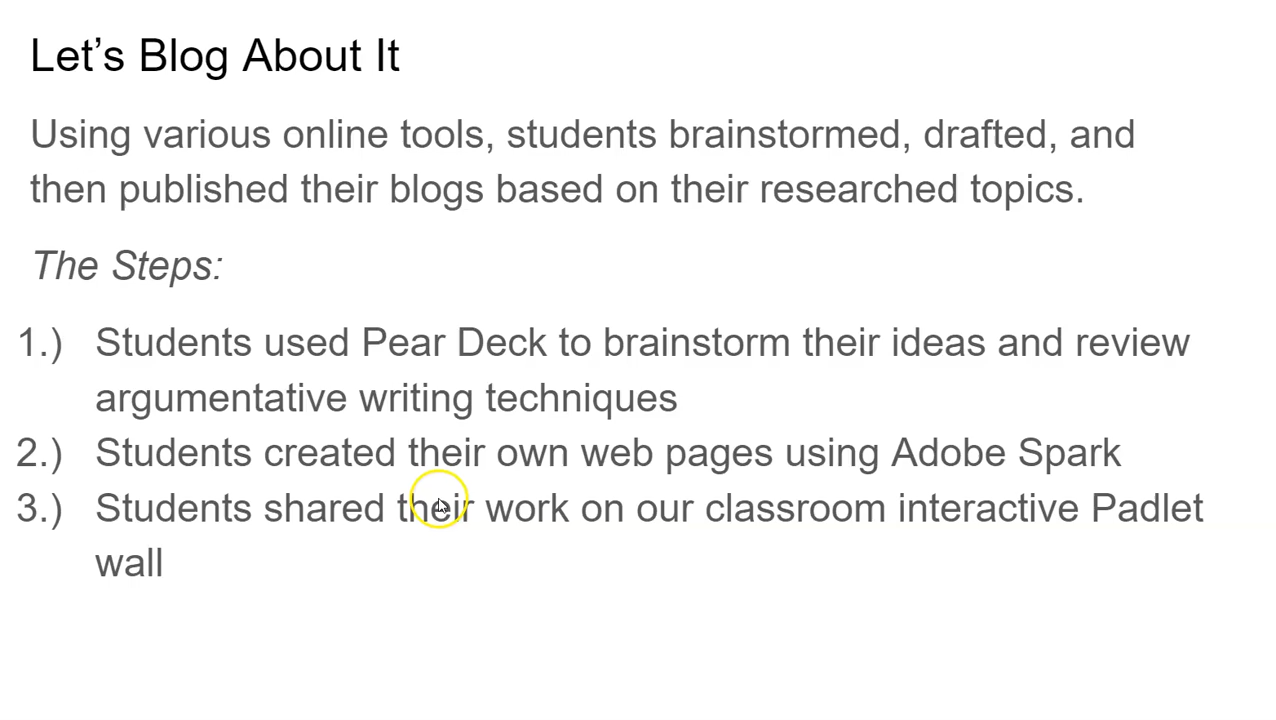 Let’s Blog About It
Using various online tools, students brainstormed, drafted, and
then published their blogs based on their researched topics.
The Steps:
1.) Students used Pear Deck to brainstorm their ideas and review
argumentative writing techniques
2.) Students created their own web pages using Adobe Spark
3.) Students shared their work on our classroom interactive Padlet
wall